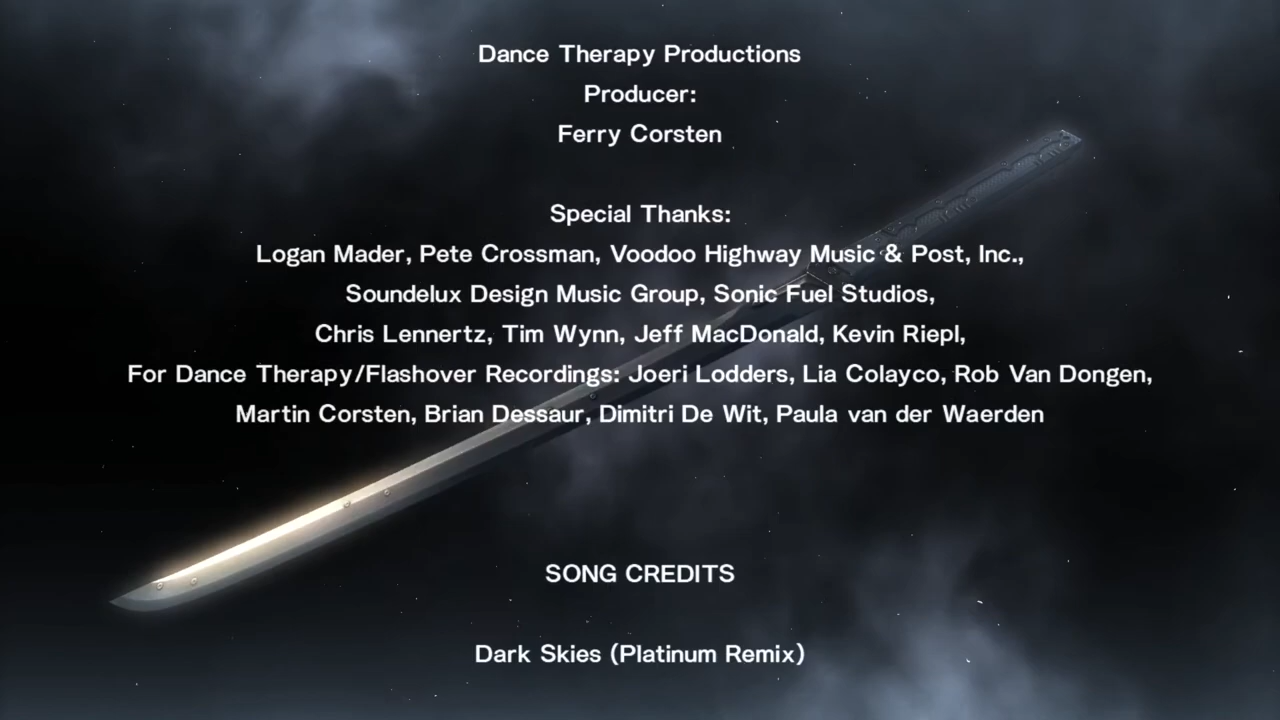 Dance Therapy Productions
Producer:
Ferry Corsten
Special Thanks:
Logan Mader, Pete Crossman, Voodoo Highway Music & Post, Inc.,
Soundelux Design Music Group, Sonic Fuel Studios,
Chris Lennertz, Tim Wynn, Jeff MacDonald, Kevin Riepl,
For Dance Therapy/Flashover Recordings: Joeri Lodders, Lia Colayco, Rob Van Dongen,
Martin Corsten, Brian Dessaur, Dimitri De Wit, Paula van der Waerden
SONG CREDITS
Dark Skies (Platinum Remix)